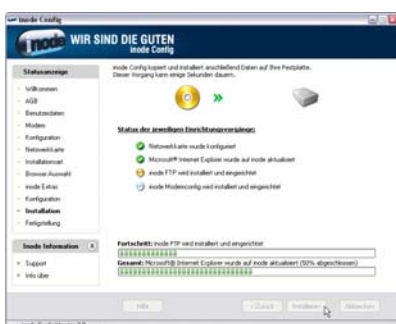 inode Config
inode WIR SIND DIE GUTEN
inode Config
Statusanzeige
Willkommen
AGB
Benutzerdaten
Modem
Konfiguration
Netzwerkkarte
Installationsart
Browser Auswahl
inode Extras
Konfiguration
Installation
Fertigstellung
Inode Information
Support
Info über
inode Config kopiert und installiert anschließend Daten auf Ihre Festplatte.
Dieser Vorgang kann einige Sekunden dauern.
Status der jeweiligen Einrichtungsvorgänge:
Netzwerkkarte wurde konfiguriert
Microsoft® Internet Explorer wurde auf inode aktualisiert
inode FTP wird installiert und eingerichtet
inode Modemconfig wird installiert und eingerichtet
Fortschritt: inode FTP wird installiert und eingerichtet
Gesamt: Microsoft® Internet Explorer wurde auf inode aktualisiert (50% abgeschlossen)
Hilfe
< Zurück
Installieren >
Abbrechen